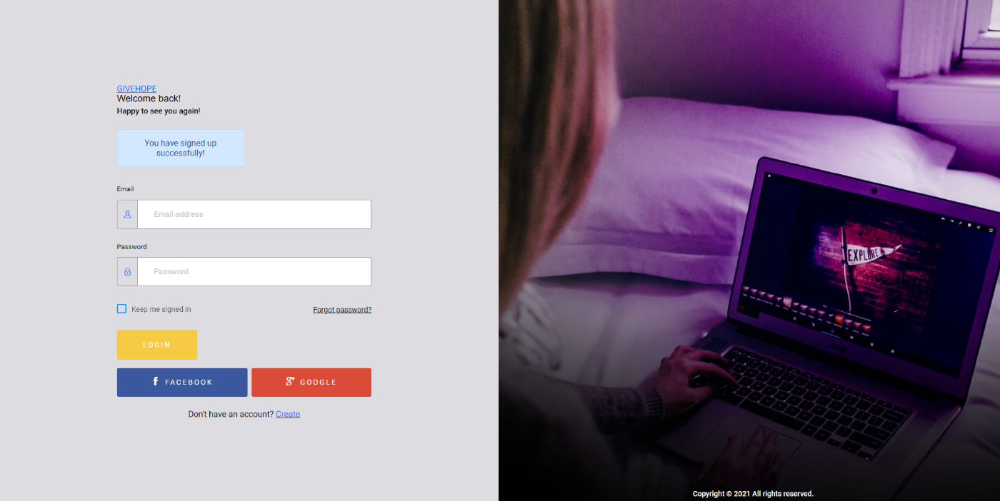 GIVEHOPE
Welcome back!
Happy to see you again!
You have signed up
successfully!
Email
Email address
Password
Password
Keep me signed in
Forgot password?
LOGIN
FACEBOOK
GOOGLE
Don't have an account? Create
EXPLORE
acer
Copyright © 2021 All rights reserved.